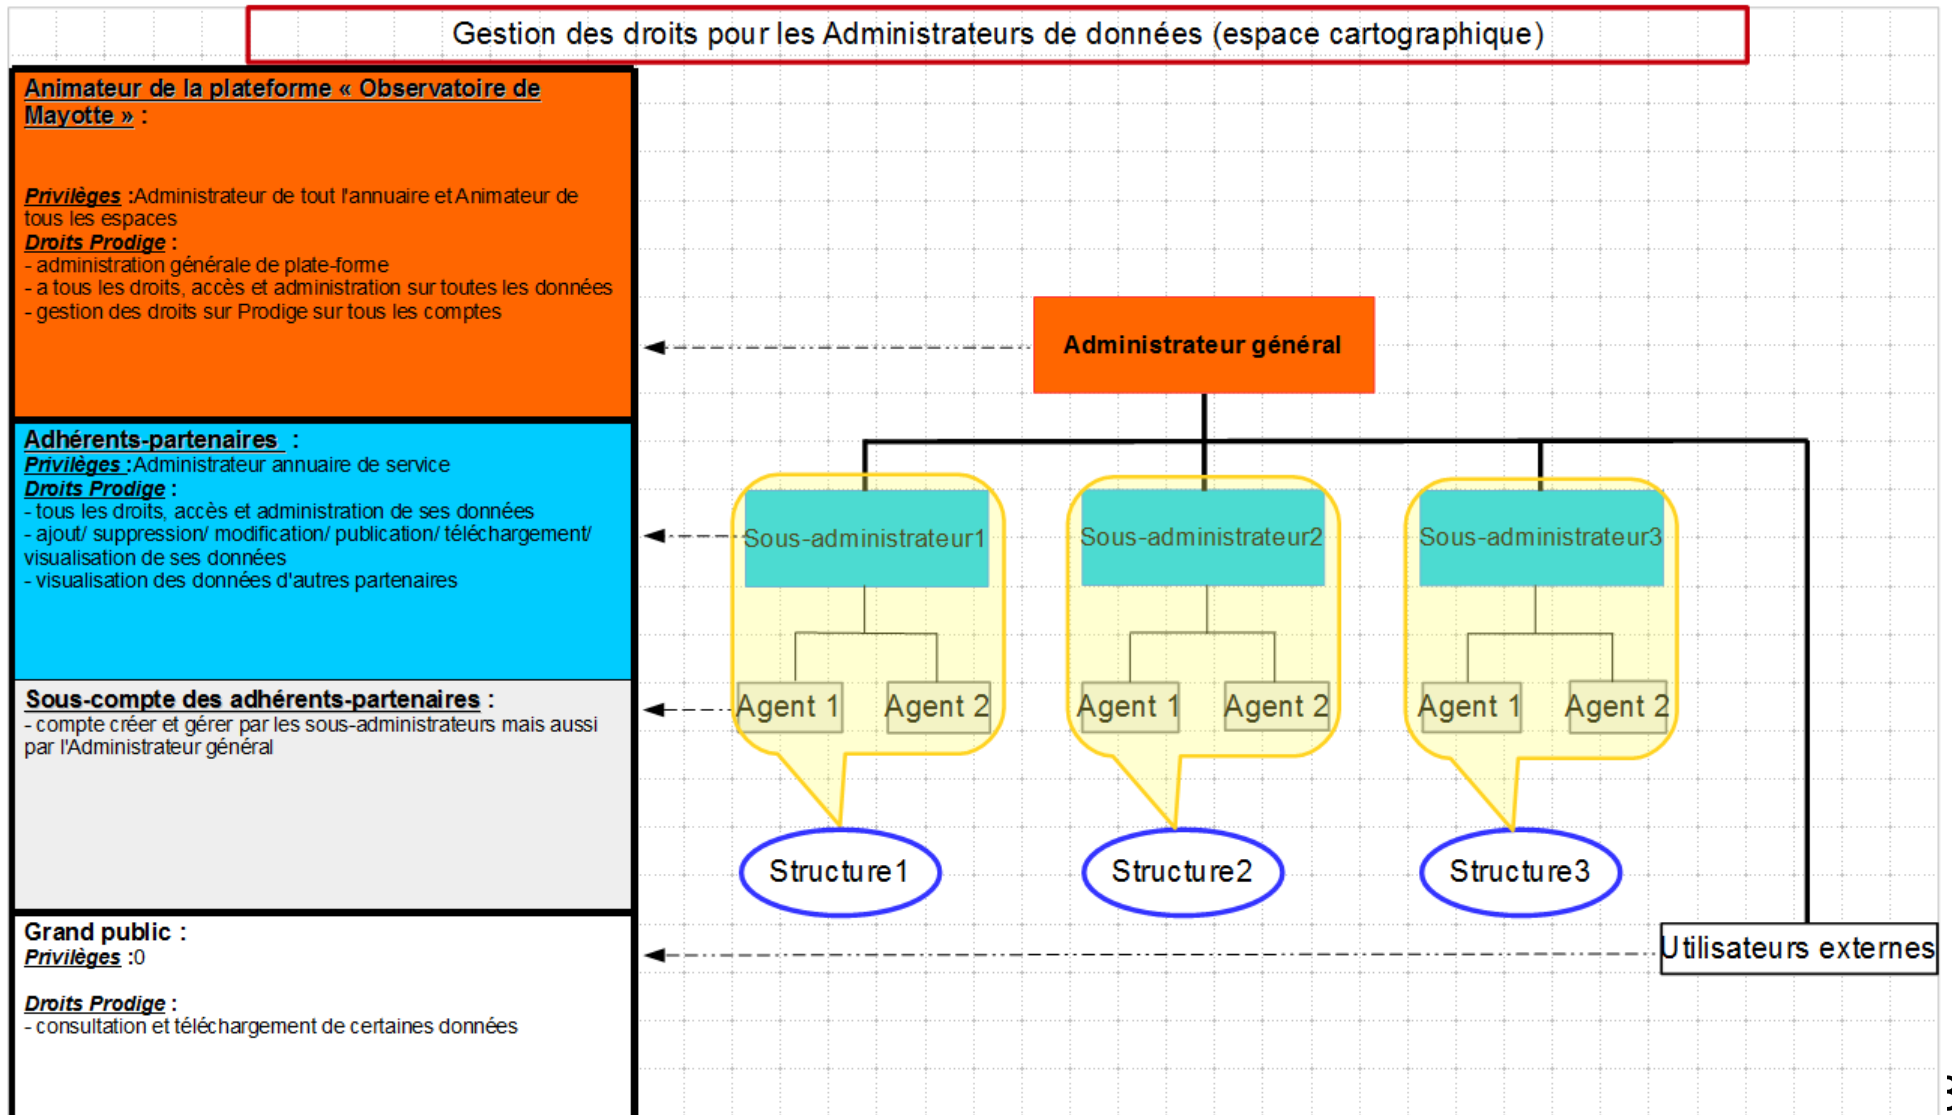 Gestion des droits pour les Administrateurs de données (espace cartographique)
Animateur de la plateforme « Observatoire de
Mayotte » :
Privilèges :Administrateur de tout l'annuaire et Animateur de
tous les espaces
Droits Prodige :
- administration générale de plate-forme
- a tous les droits, accès et administration sur toutes les données
- gestion des droits sur Prodige sur tous les comptes
Adhérents-partenaires :
Privilèges :Administrateur annuaire de service
Droits Prodige :
- tous les droits, accès et administration de ses données
- ajout/ suppression/ modification/ publication/ téléchargement/
visualisation de ses données
- visualisation des données d'autres partenaires
Sous-compte des adhérents-partenaires :
- compte créer et gérer par les sous-administrateurs mais aussi
par l'Administrateur général
Grand public :
Privilèges :0
Droits Prodige :
- consultation et téléchargement de certaines données
Administrateur général
Sous-administrateur1
Sous-administrateur2
Sous-administrateur3
Agent 1
Agent 2
Agent 1
Agent 2
Agent 1
Agent 2
Structure1
Structure2
Structure3
Utilisateurs externes